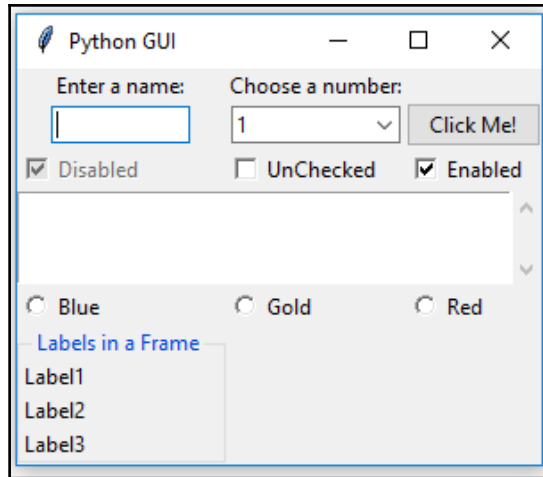 Python GUI
Enter a name: Choose a number:
1 Click Me!
Disabled UnChecked Enabled
Blue Gold Red
Labels in a Frame
Label1
Label2
Label3